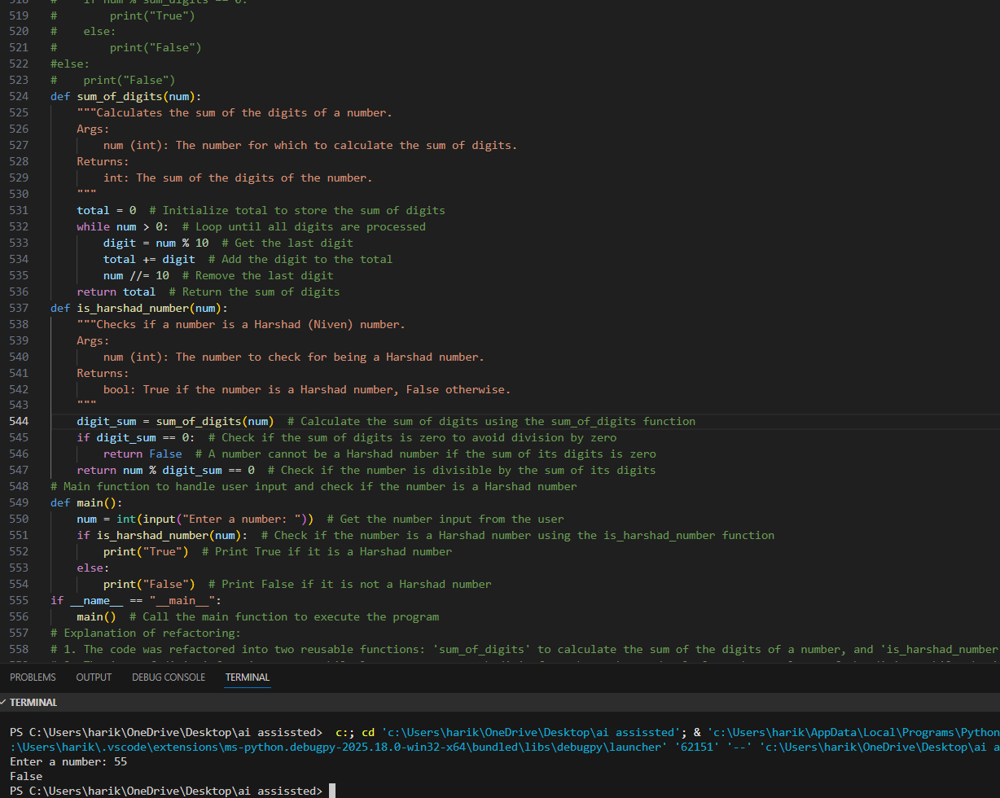 518 #    if num % sum_digits == 0:
519 #        print("True")
520 #    else:
521 #        print("False")
522 #else:
523 #    print("False")
524 def sum_of_digits(num):
525     """Calculates the sum of the digits of a number.
526     Args:
527         num (int): The number for which to calculate the sum of digits.
528     Returns:
529         int: The sum of the digits of the number.
530     """
531     total = 0  # Initialize total to store the sum of digits
532     while num > 0:  # Loop until all digits are processed
533         digit = num % 10  # Get the last digit
534         total += digit  # Add the digit to the total
535         num //= 10  # Remove the last digit
536     return total  # Return the sum of digits
537 def is_harshad_number(num):
538     """Checks if a number is a Harshad (Niven) number.
539     Args:
540         num (int): The number to check for being a Harshad number.
541     Returns:
542         bool: True if the number is a Harshad number, False otherwise.
543     """
544     digit_sum = sum_of_digits(num)  # Calculate the sum of digits using the sum_of_digits function
545     if digit_sum == 0:  # Check if the sum of digits is zero to avoid division by zero
546         return False  # A number cannot be a Harshad number if the sum of its digits is zero
547     return num % digit_sum == 0  # Check if the number is divisible by the sum of its digits
548 # Main function to handle user input and check if the number is a Harshad number
549 def main():
550     num = int(input("Enter a number: "))  # Get the number input from the user
551     if is_harshad_number(num):  # Check if the number is a Harshad number using the is_harshad_number function
552         print("True")  # Print True if it is a Harshad number
553     else:
554         print("False")  # Print False if it is not a Harshad number
555 if __name__ == "__main__":
556     main()  # Call the main function to execute the program
557 # Explanation of refactoring:
558 # 1. The code was refactored into two reusable functions: 'sum_of_digits' to calculate the sum of the digits of a number, and 'is_harshad_number
PROBLEMS OUTPUT DEBUG CONSOLE TERMINAL
TERMINAL
PS C:\Users\harik\OneDrive\Desktop\ai assissted>  c:; cd 'c:\Users\harik\OneDrive\Desktop\ai assissted'; & 'c:\Users\harik\AppData\Local\Programs\Python
:\Users\harik\.vscode\extensions\ms-python.debugpy-2025.18.0-win32-x64\bundled\libs\debugpy\launcher' '62151' '--' 'c:\Users\harik\OneDrive\Desktop\ai a
Enter a number: 55
False
PS C:\Users\harik\OneDrive\Desktop\ai assissted>